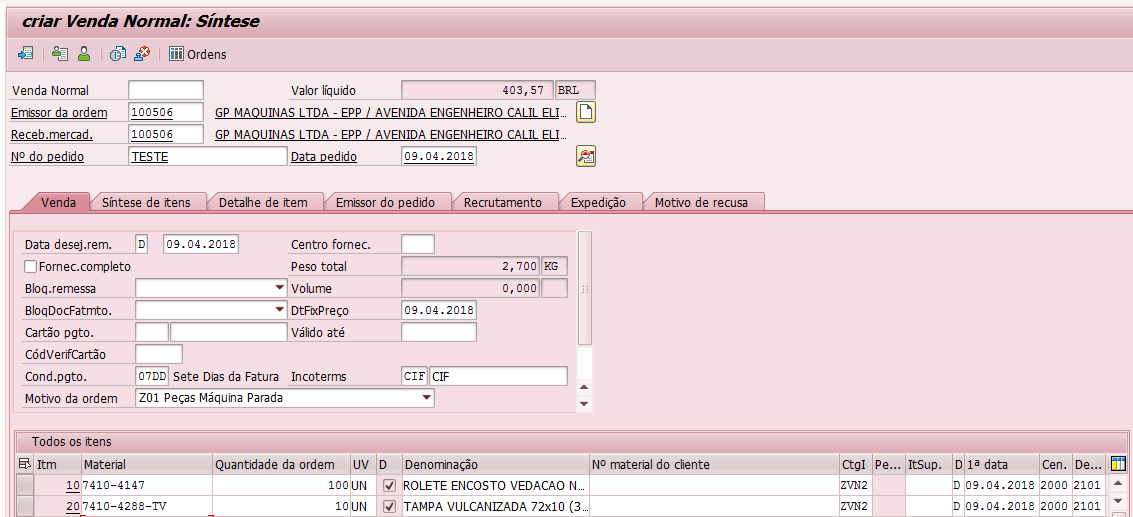 criar Venda Normal: Síntese
Ordens
Venda Normal Valor líquido 403,57 BRL
Emissor da ordem 100506 GP MAQUINAS LTDA - EPP / AVENIDA ENGENHEIRO CALIL ELI...
Receb.mercad. 100506 GP MAQUINAS LTDA - EPP / AVENIDA ENGENHEIRO CALIL ELI...
Nº do pedido TESTE Data pedido 09.04.2018
Venda Síntese de itens Detalhe de item Emissor do pedido Recrutamento Expedição Motivo de recusa
Data desej.rem. D 09.04.2018 Centro fornec.
Fornec.completo Peso total 2,700 KG
Bloq.remessa Volume 0,000
BloqDocFatmto. DtFixPreço 09.04.2018
Cartão pgto. Válido até
CódVerifCartão
Cond.pgto. 07DD Sete Dias da Fatura Incoterms CIF CIF
Motivo da ordem Z01 Peças Máquina Parada
Todos os itens
Itm Material Quantidade da ordem UV D Denominação Nº material do cliente CtgI Pe... ItSup. D 1ª data Cen. De...
10 7410-4147 100 UN ROLETE ENCOSTO VEDACAO N... ZVN2 D 09.04.2018 2000 2101
20 7410-4288-TV 10 UN TAMPA VULCANIZADA 72x10 (3... ZVN2 D 09.04.2018 2000 2101